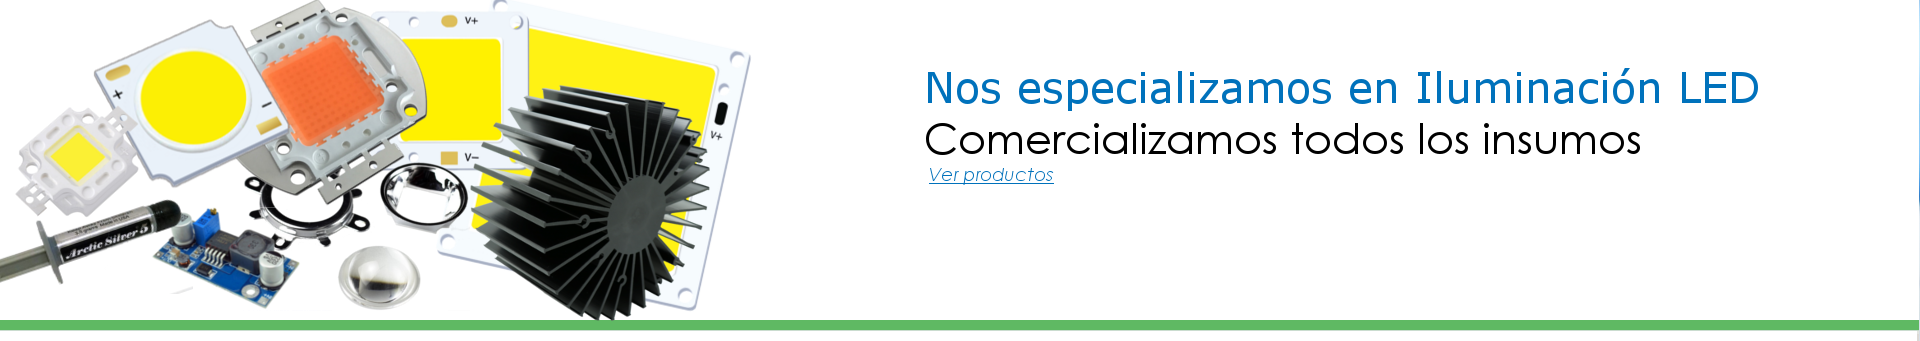 V+
+
−
V−
V+
Arctic Silver 5
Nos especializamos en Iluminación LED
Comercializamos todos los insumos
Ver productos